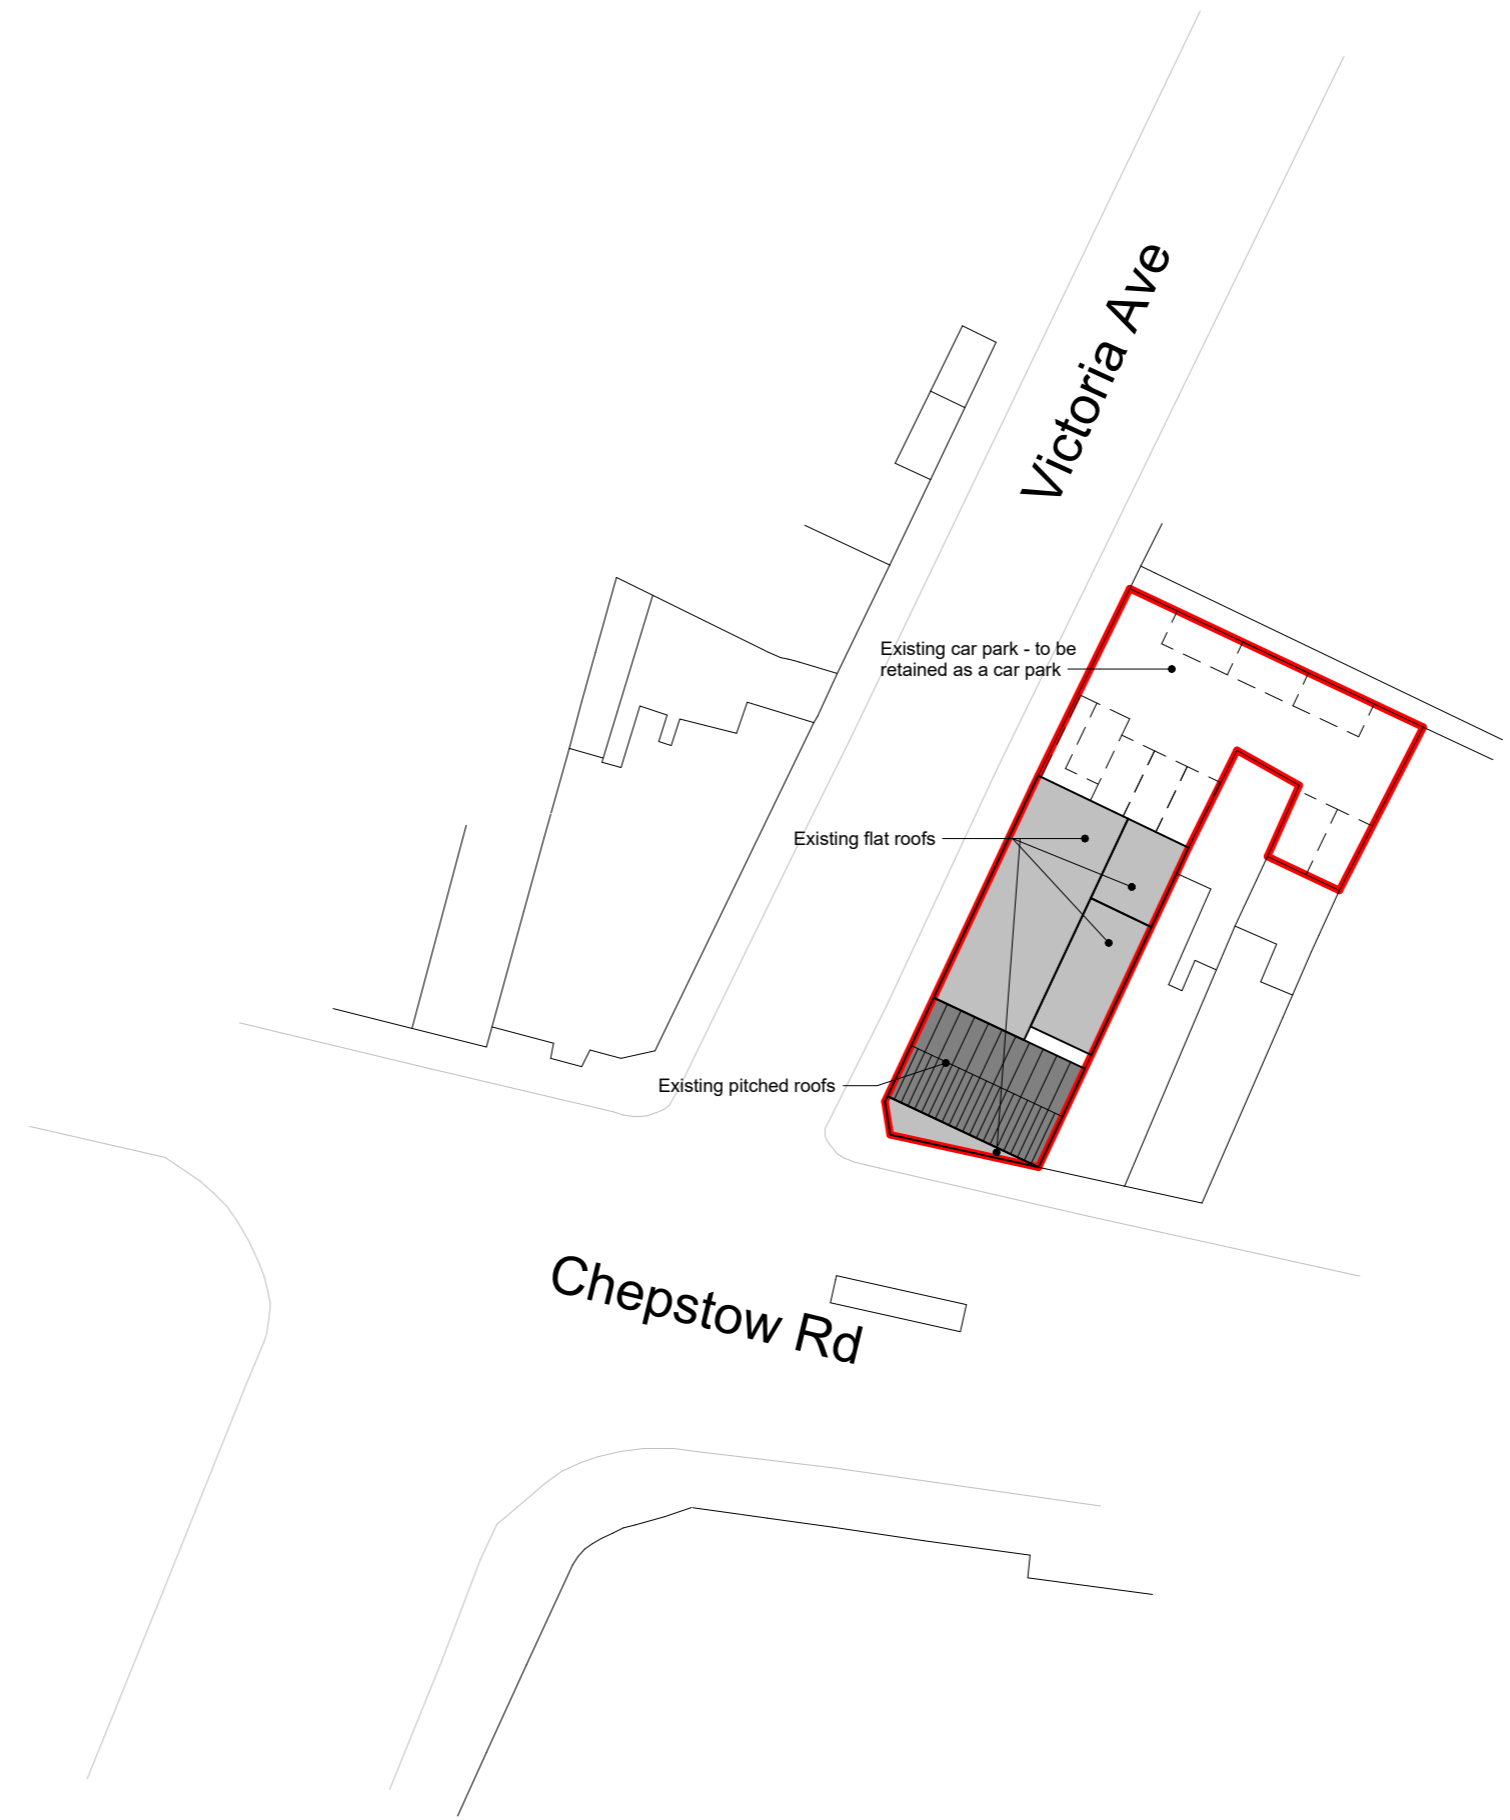 Victoria Ave
Existing car park - to be
retained as a car park
Existing flat roofs
Existing pitched roofs
Chepstow Rd